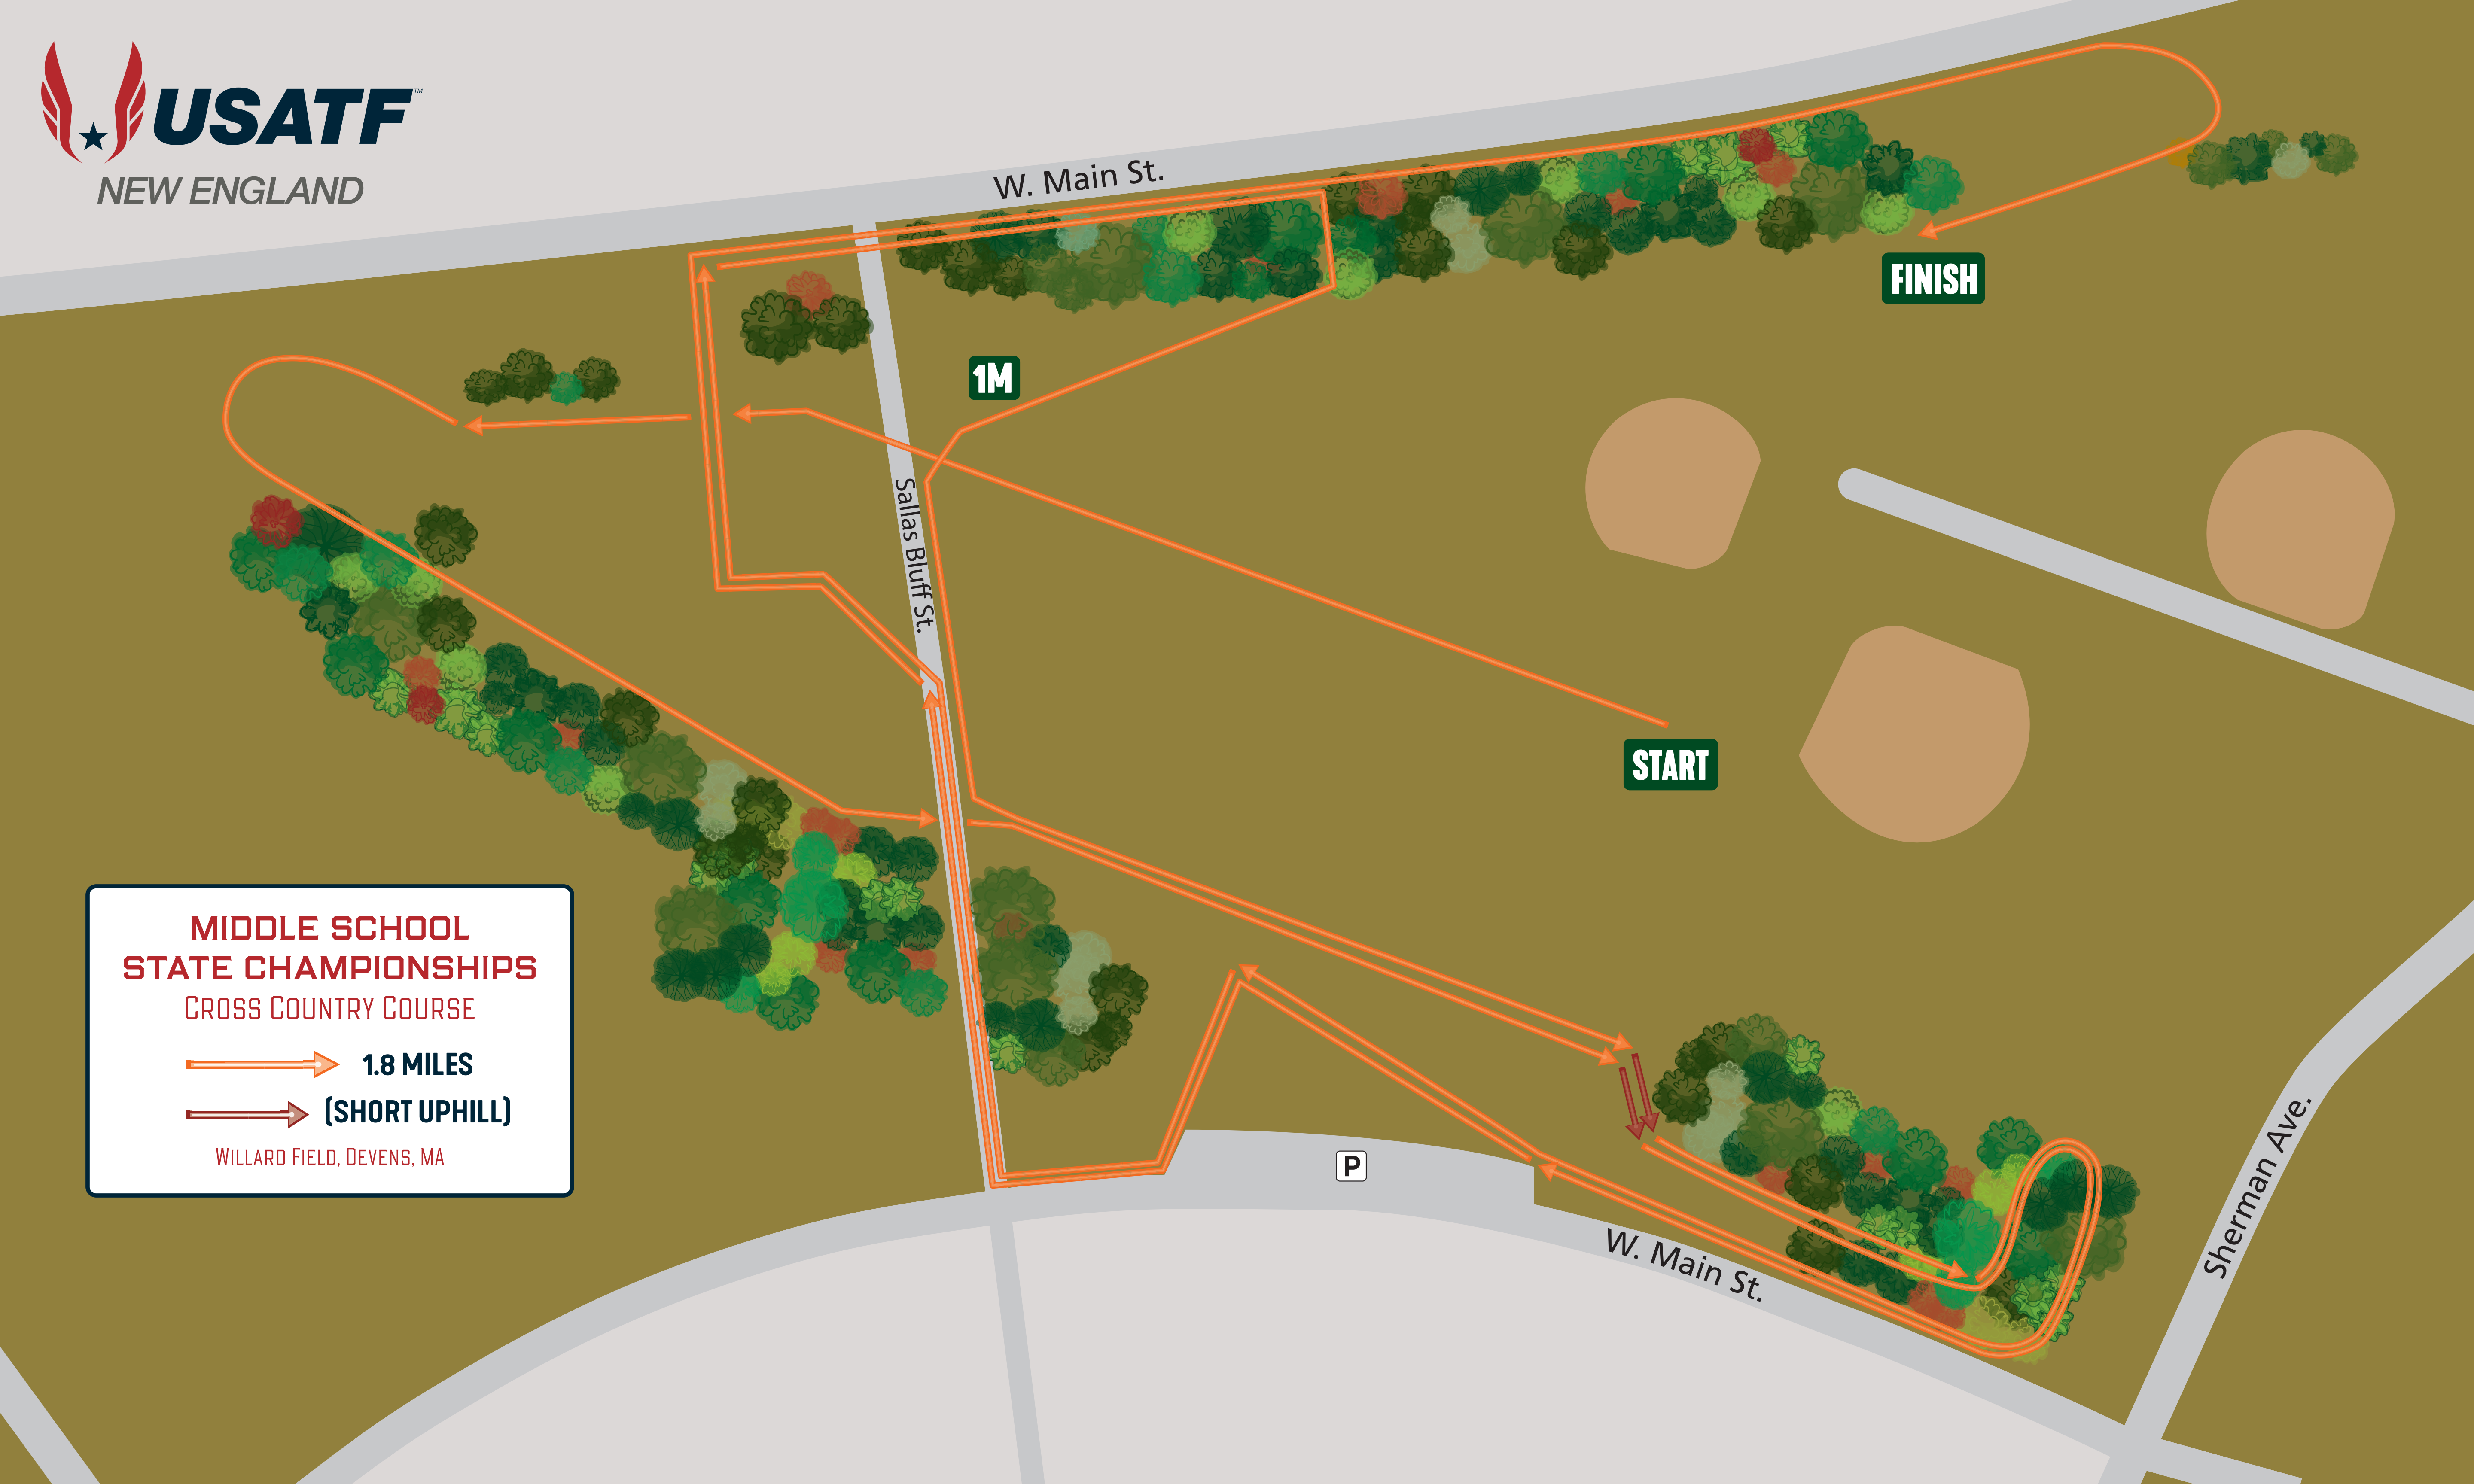 USATF™
NEW ENGLAND
W. Main St.
FINISH
1M
Sallas Bluff St.
START
MIDDLE SCHOOL
STATE CHAMPIONSHIPS
CROSS COUNTRY COURSE
1.8 MILES
(SHORT UPHILL)
WILLARD FIELD, DEVENS, MA
P
W. Main St.
Sherman Ave.